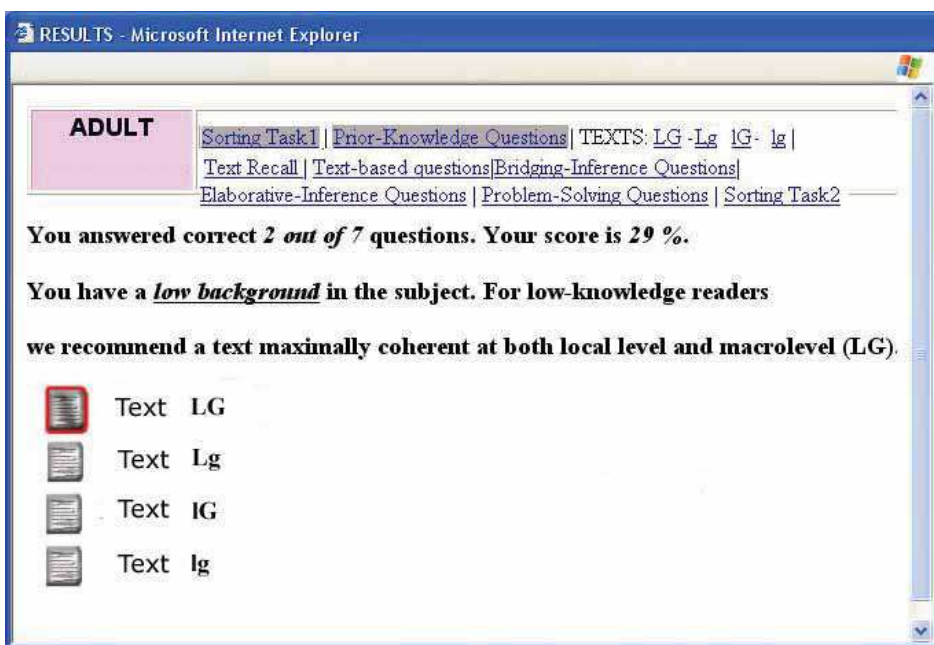 RESULTS - Microsoft Internet Explorer
ADULT
Sorting Task1 | Prior-Knowledge Questions | TEXTS: LG - Lg lG - lg |
Text Recall | Text-based questions|Bridging-Inference Questions|
Elaborative-Inference Questions | Problem-Solving Questions | Sorting Task2
You answered correct 2 out of 7 questions. Your score is 29 %.
You have a low background in the subject. For low-knowledge readers
we recommend a text maximally coherent at both local level and macrolevel (LG).
Text LG
Text Lg
Text lG
Text lg